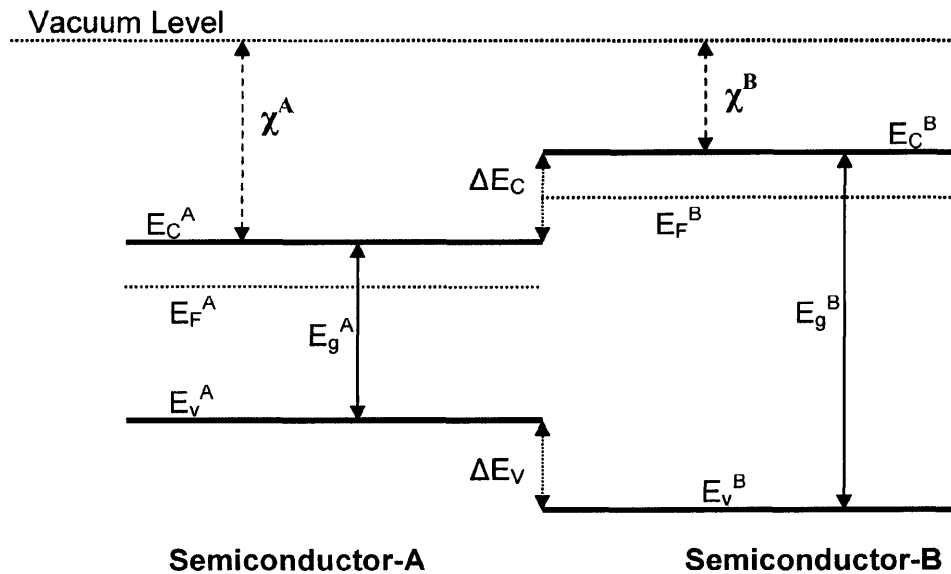 Vacuum Level
χ^A
χ^B
E_C^B
ΔE_C
E_C^A
E_F^B
E_F^A
E_g^A
E_g^B
E_v^A
ΔE_V
E_v^B
Semiconductor-A
Semiconductor-B